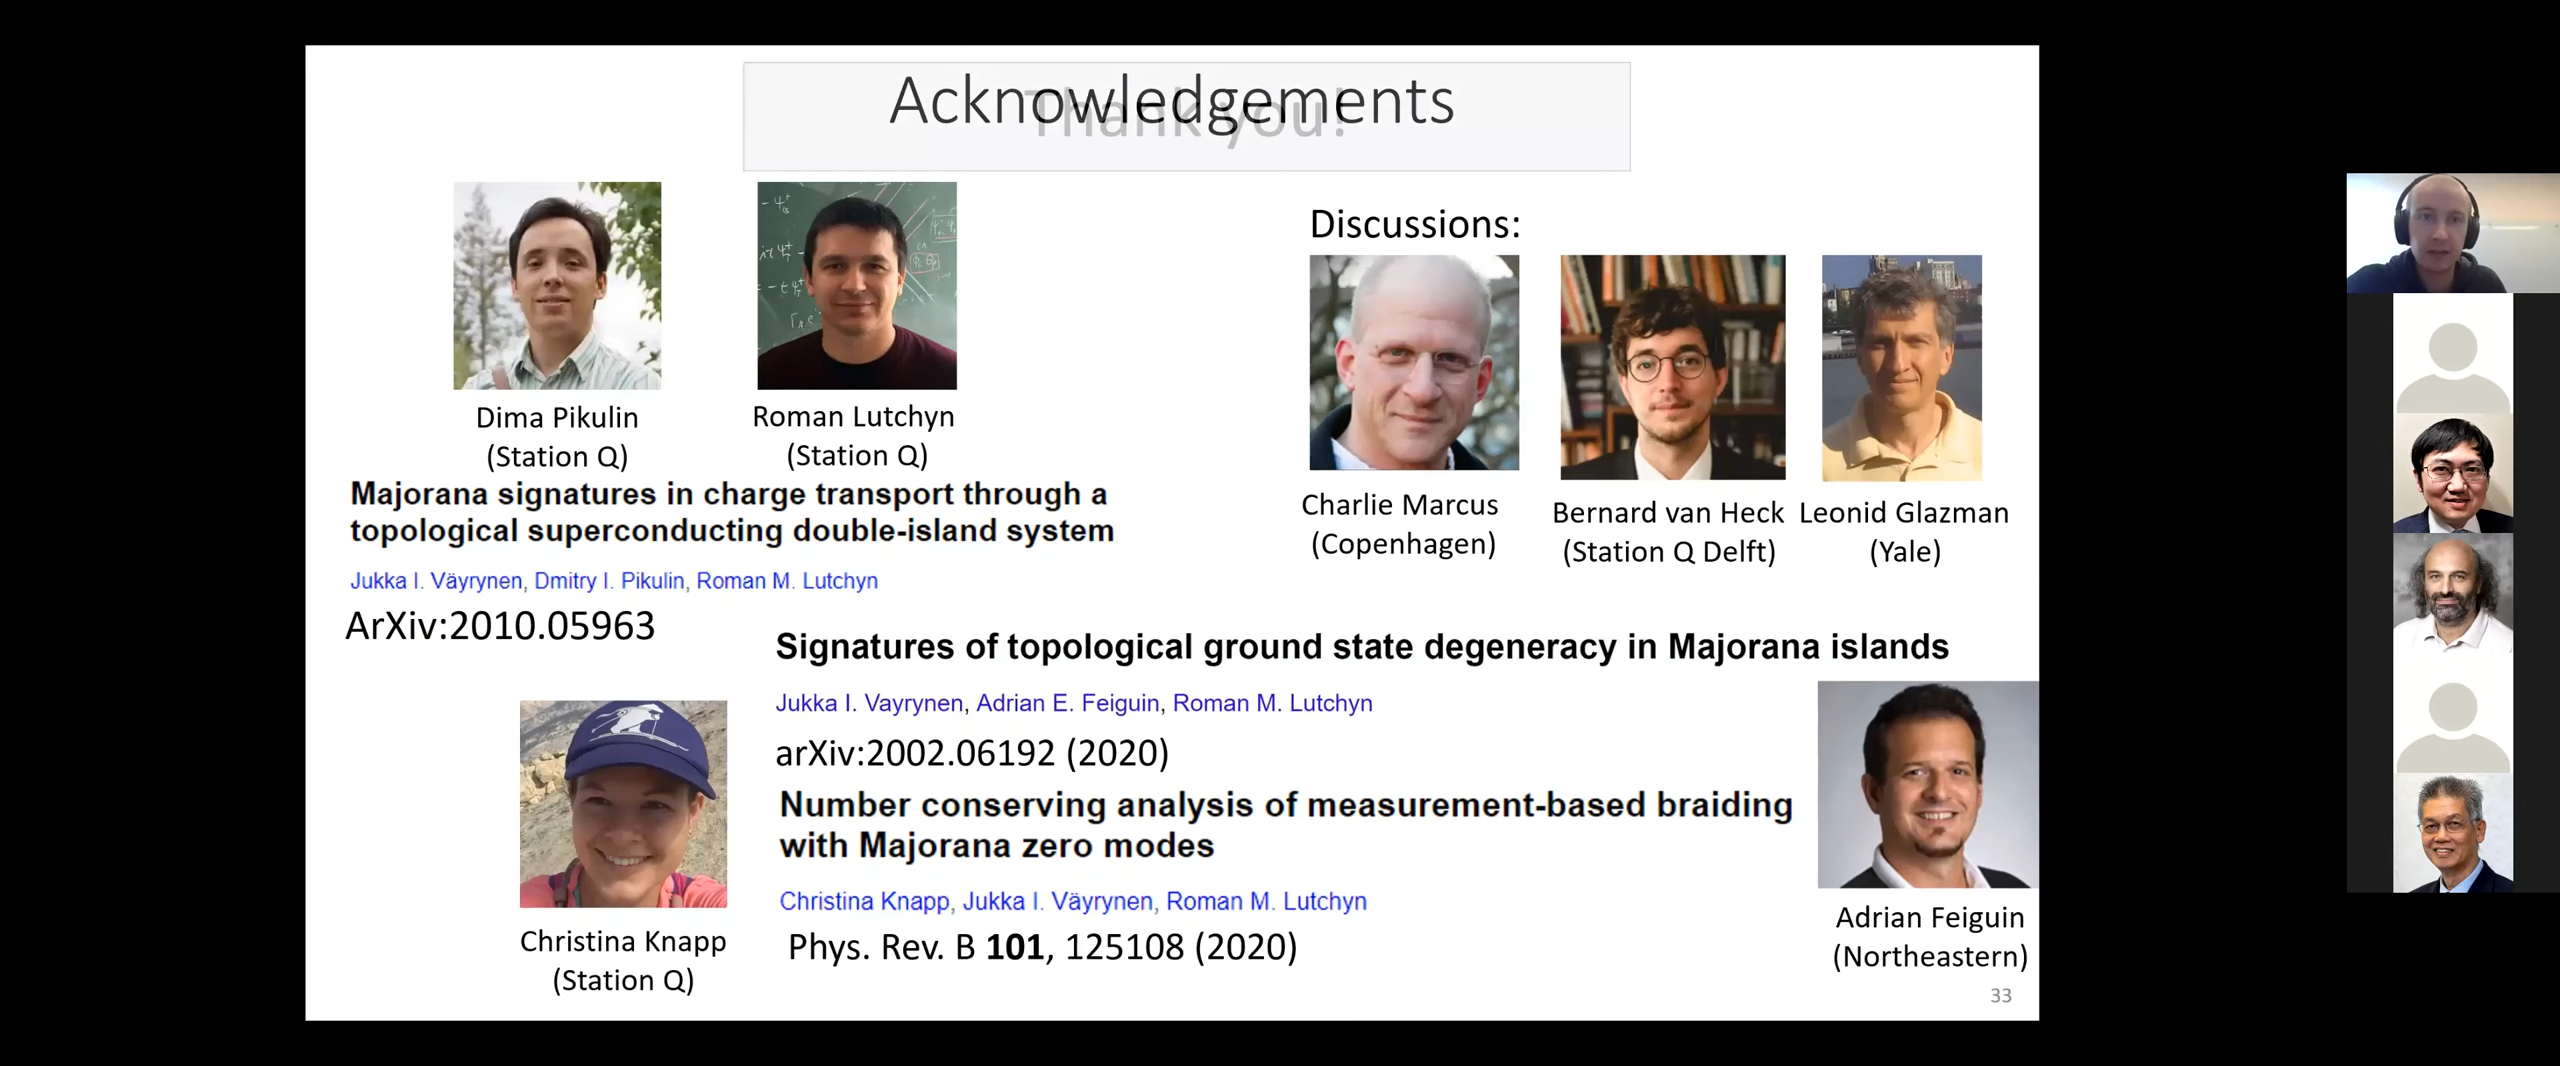 Acknowledgements
Thank you!
Dima Pikulin
(Station Q)
Roman Lutchyn
(Station Q)
Majorana signatures in charge transport through a
topological superconducting double-island system
Jukka I. Väyrynen, Dmitry I. Pikulin, Roman M. Lutchyn
ArXiv:2010.05963
Discussions:
Charlie Marcus
(Copenhagen)
Bernard van Heck
(Station Q Delft)
Leonid Glazman
(Yale)
Signatures of topological ground state degeneracy in Majorana islands
Jukka I. Vayrynen, Adrian E. Feiguin, Roman M. Lutchyn
arXiv:2002.06192 (2020)
Number conserving analysis of measurement-based braiding
with Majorana zero modes
Christina Knapp, Jukka I. Väyrynen, Roman M. Lutchyn
Phys. Rev. B 101, 125108 (2020)
Christina Knapp
(Station Q)
Adrian Feiguin
(Northeastern)
33